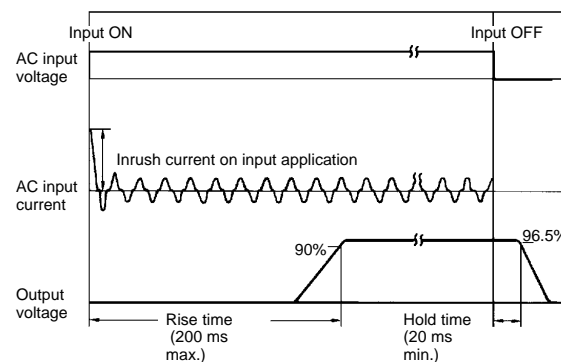 Input ON
Input OFF
AC input
voltage
Inrush current on input application
AC input
current
90%
96.5%
Output
voltage
Rise time
(200 ms
max.)
Hold time
(20 ms
min.)